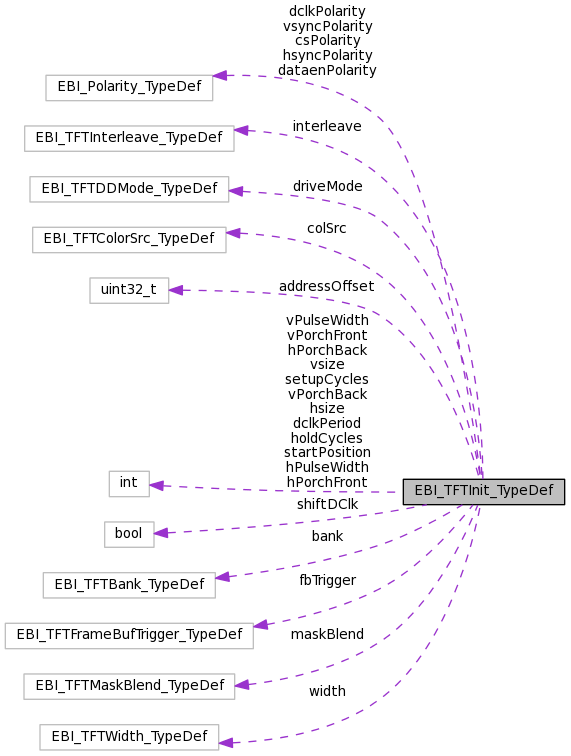 dclkPolarity
vsyncPolarity
csPolarity
hsyncPolarity
dataenPolarity
EBI_Polarity_TypeDef
interleave
EBI_TFTInterleave_TypeDef
driveMode
EBI_TFTDDMode_TypeDef
colSrc
EBI_TFTColorSrc_TypeDef
addressOffset
uint32_t
vPulseWidth
vPorchFront
hPorchBack
vsize
setupCycles
vPorchBack
hsize
dclkPeriod
holdCycles
startPosition
hPulseWidth
hPorchFront
int
EBI_TFTInit_TypeDef
shiftDClk
bool
bank
EBI_TFTBank_TypeDef
fbTrigger
EBI_TFTFrameBufTrigger_TypeDef
maskBlend
EBI_TFTMaskBlend_TypeDef
width
EBI_TFTWidth_TypeDef